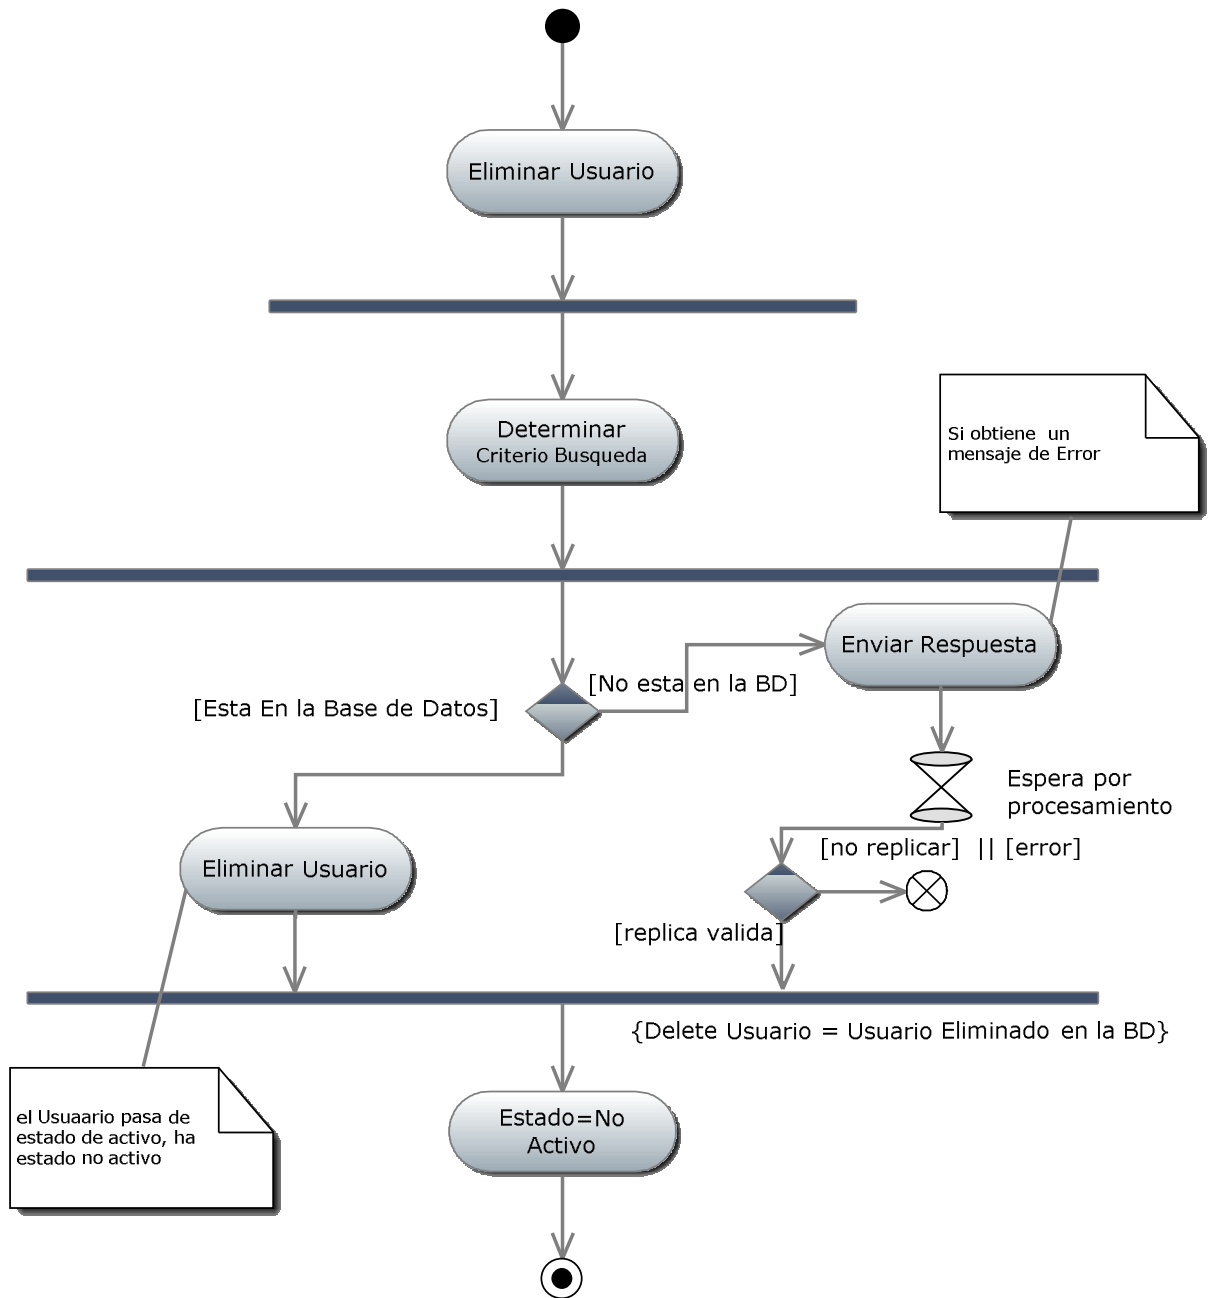 Eliminar Usuario
Determinar
Criterio Busqueda
Si obtiene un
mensaje de Error
Enviar Respuesta
[No esta en la BD]
[Esta En la Base de Datos]
Espera por
procesamiento
[no replicar] || [error]
Eliminar Usuario
[replica valida]
{Delete Usuario = Usuario Eliminado en la BD}
el Usuaario pasa de
estado de activo, ha
estado no activo
Estado=No
Activo